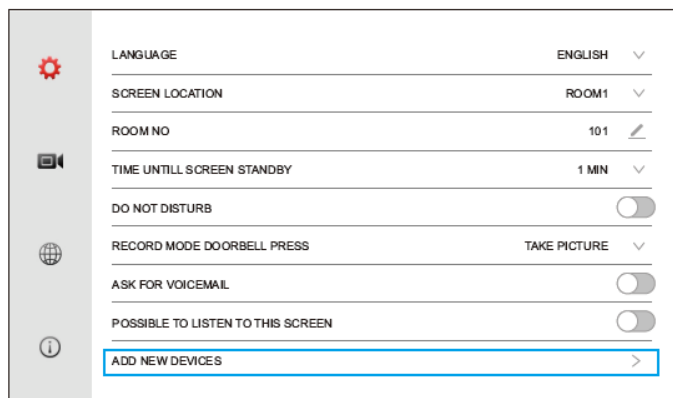 LANGUAGE ENGLISH
SCREEN LOCATION ROOM1
ROOM NO 101
TIME UNTILL SCREEN STANDBY 1 MIN
DO NOT DISTURB
RECORD MODE DOORBELL PRESS TAKE PICTURE
ASK FOR VOICEMAIL
POSSIBLE TO LISTEN TO THIS SCREEN
ADD NEW DEVICES